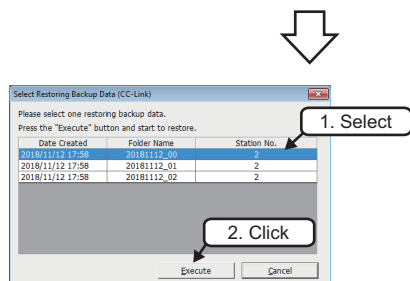 Select Restoring Backup Data (CC-Link)
Please select one restoring backup data.
Press the "Execute" button and start to restore.
1. Select
Date Created Folder Name Station No.
2018/11/12 17:58 20181112_00 2
2018/11/12 17:58 20181112_01 2
2018/11/12 17:58 20181112_02 2
2. Click
Execute Cancel